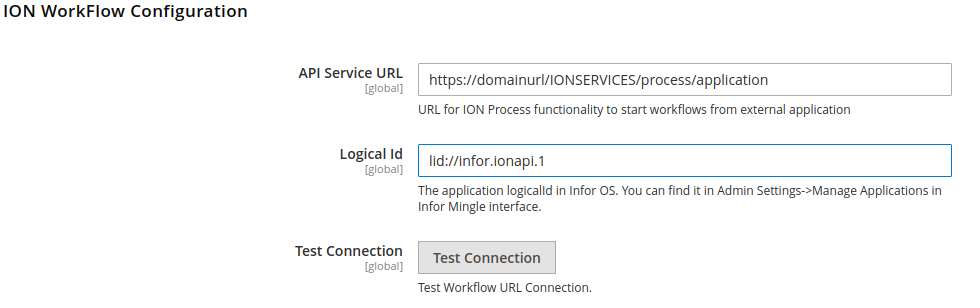 ION WorkFlow Configuration
API Service URL
[global]
https://domainurl/IONSERVICES/process/application
URL for ION Process functionality to start workflows from external application
Logical Id
[global]
lid://infor.ionapi.1
The application logicalId in Infor OS. You can find it in Admin Settings->Manage Applications in
Infor Mingle interface.
Test Connection
[global]
Test Connection
Test Workflow URL Connection.